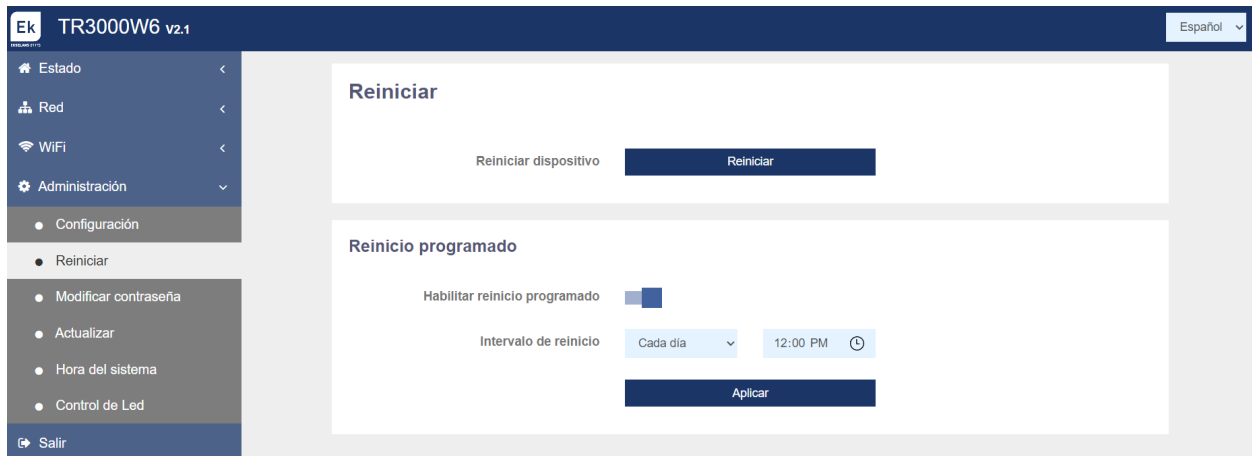 Ek TR3000W6 V2.1
Español
Estado
Red
WiFi
Administración
Configuración
Reiniciar
Modificar contraseña
Actualizar
Hora del sistema
Control de Led
Salir
Reiniciar
Reiniciar dispositivo Reiniciar
Reinicio programado
Habilitar reinicio programado
Intervalo de reinicio Cada día 12:00 PM
Aplicar